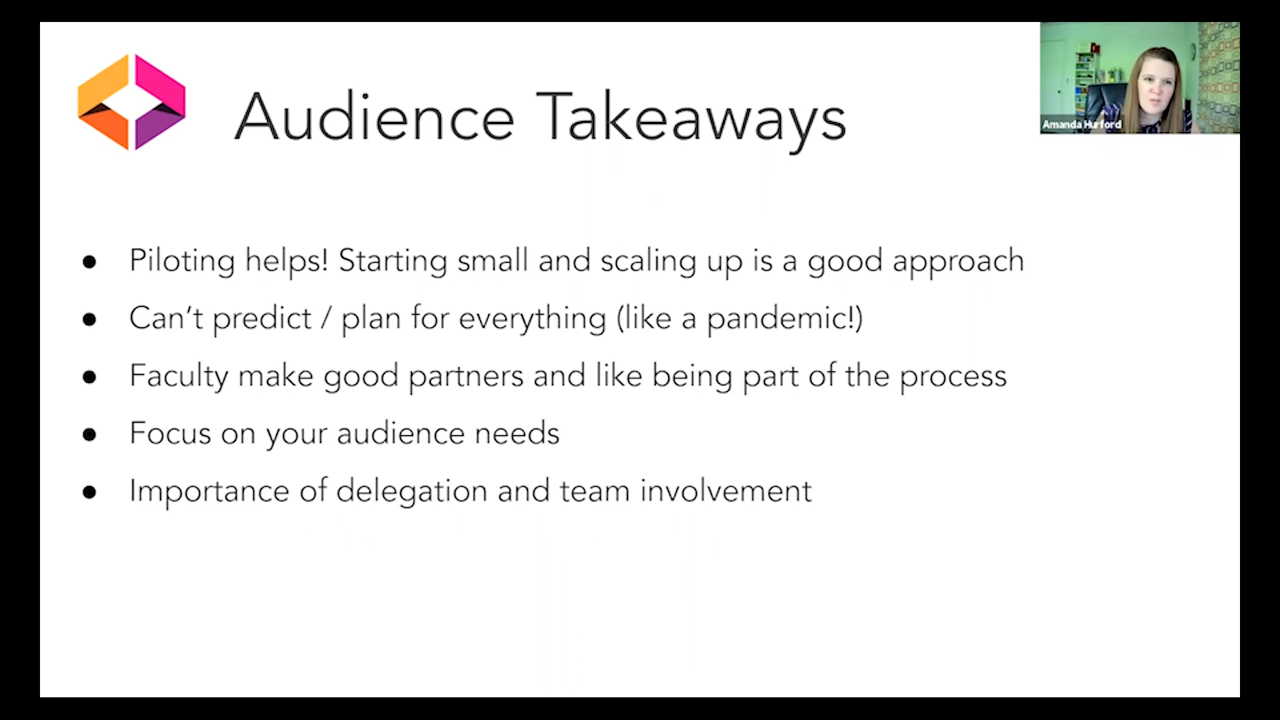 Audience Takeaways
Amanda Hurford
● Piloting helps! Starting small and scaling up is a good approach
● Can't predict / plan for everything (like a pandemic!)
● Faculty make good partners and like being part of the process
● Focus on your audience needs
● Importance of delegation and team involvement